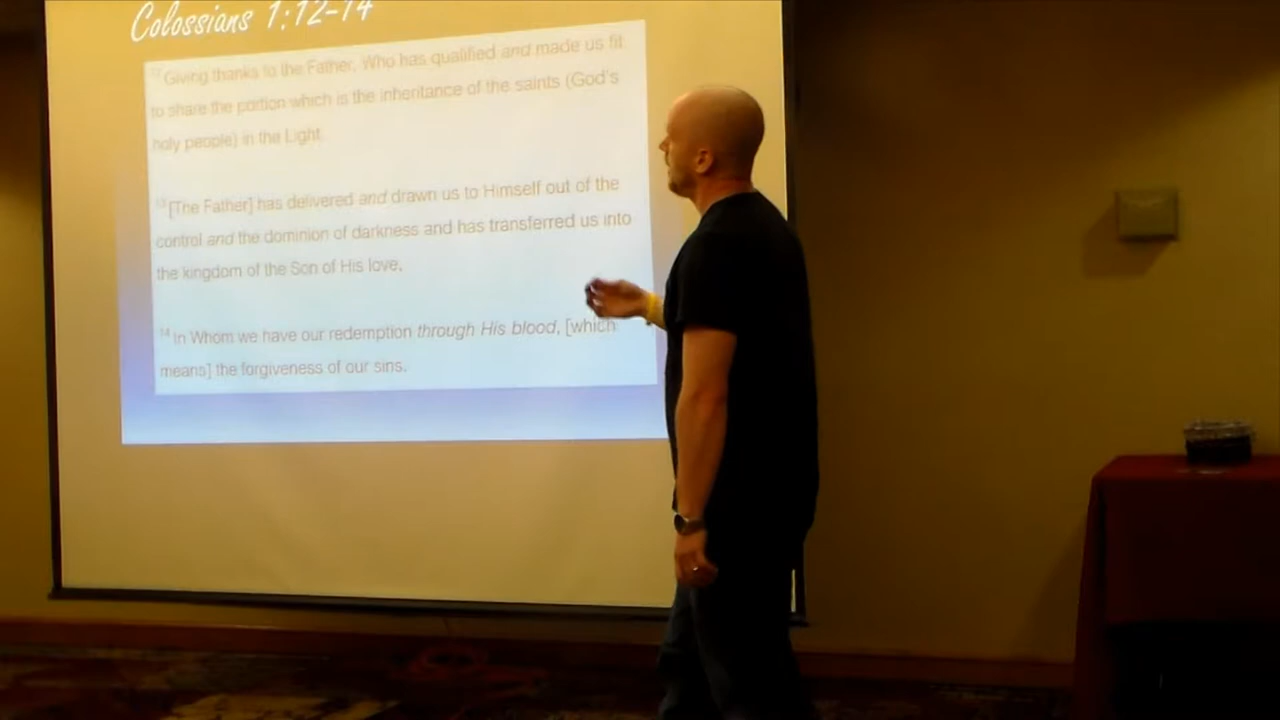 Colossians 1:12-14
12 Giving thanks to the Father, Who has qualified and made us fit
to share the portion which is the inheritance of the saints (God's
holy people) in the Light.
13 [The Father] has delivered and drawn us to Himself out of the
control and the dominion of darkness and has transferred us into
the kingdom of the Son of His love,
14 In Whom we have our redemption through His blood, [which
means] the forgiveness of our sins.